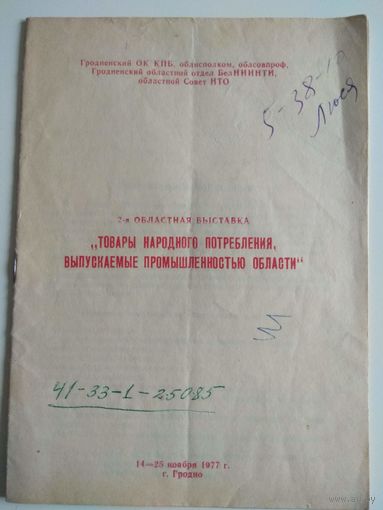 Гродненский ОК КПБ, облисполком, облсовпроф,
Гродненский областной отдел БелНИИНТИ,
областной Совет НТО
5-38-10
Люся
2-я ОБЛАСТНАЯ ВЫСТАВКА
„ТОВАРЫ НАРОДНОГО ПОТРЕБЛЕНИЯ,
ВЫПУСКАЕМЫЕ ПРОМЫШЛЕННОСТЬЮ ОБЛАСТИ“
41-33-1-25085
14—25 ноября 1977 г.
г. Гродно